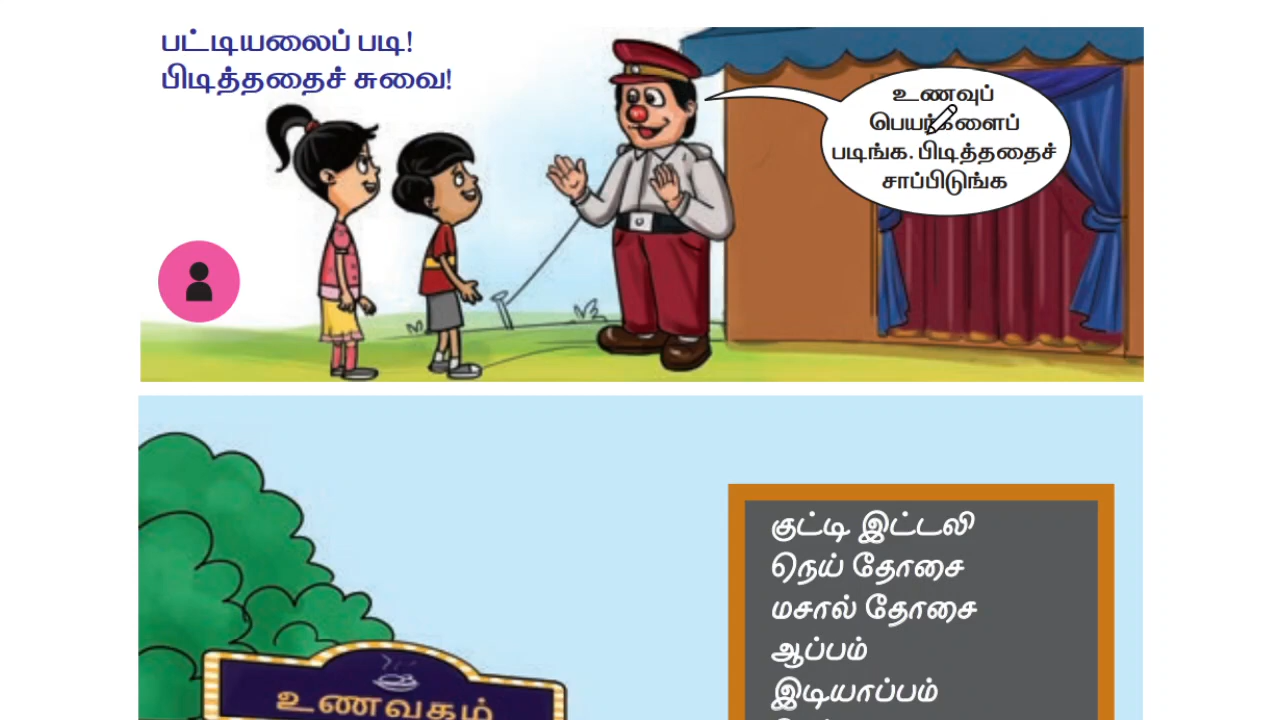 பட்டியலைப் படி!
பிடித்ததைச் சுவை!
உணவுப்
பெயர்களைப்
படிங்க. பிடித்ததைச்
சாப்பிடுங்க
குட்டி இட்டலி
நெய் தோசை
மசால் தோசை
ஆப்பம்
இடியாப்பம்
உணவகம்